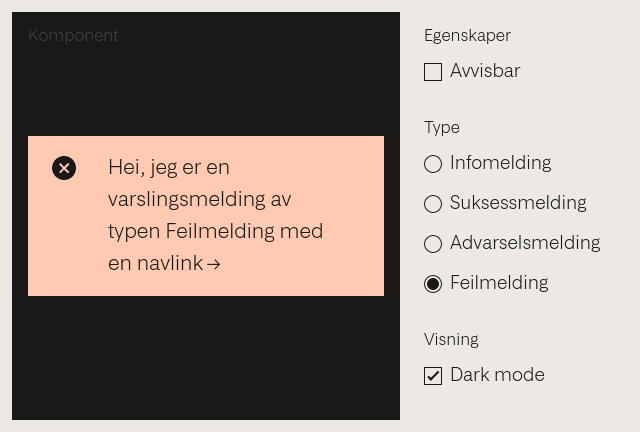 Komponent
Hei, jeg er en
varslingsmelding av
typen Feilmelding med
en navlink →
Egenskaper
Avvisbar
Type
Infomelding
Suksessmelding
Advarselsmelding
Feilmelding
Visning
Dark mode